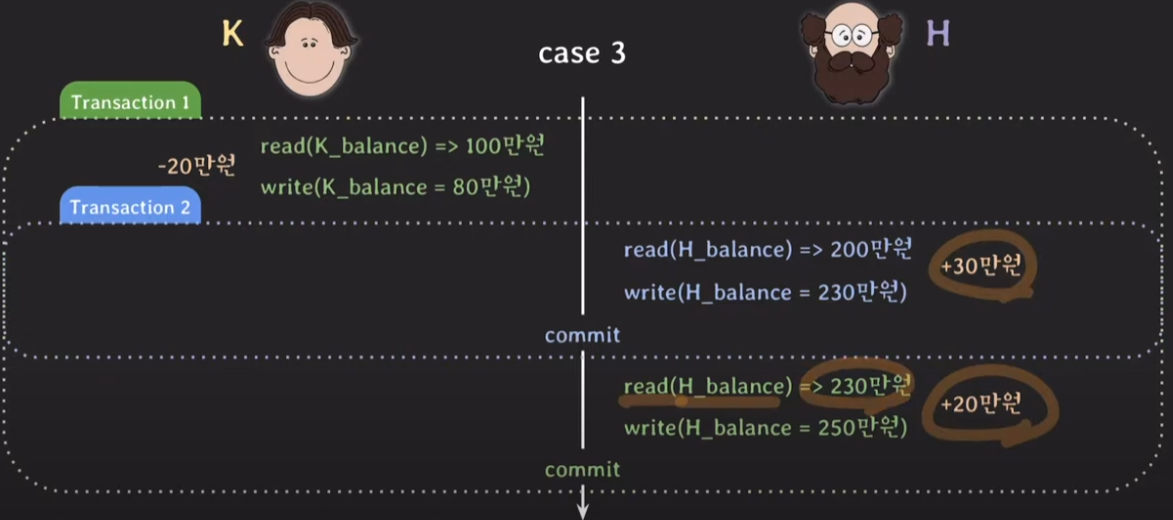 K
case 3
H
Transaction 1
read(K_balance) => 100만원
-20만원
write(K_balance = 80만원)
Transaction 2
read(H_balance) => 200만원
+30만원
write(H_balance = 230만원)
commit
read(H_balance) => 230만원
+20만원
write(H_balance = 250만원)
commit